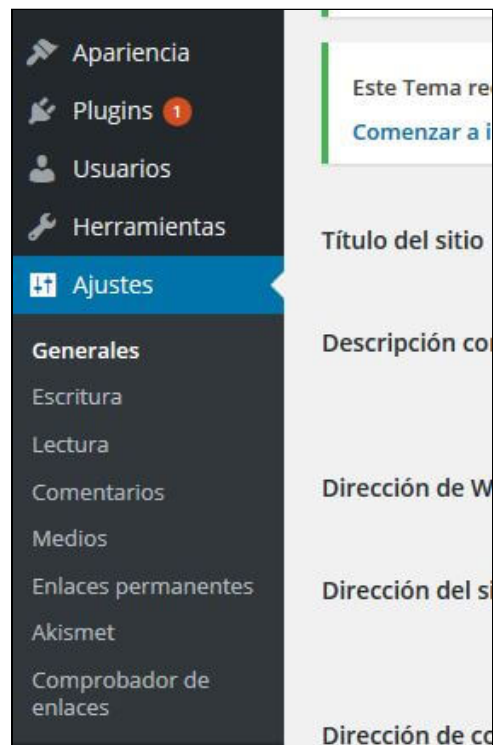 Apariencia
Plugins 1
Usuarios
Herramientas
Ajustes
Generales
Escritura
Lectura
Comentarios
Medios
Enlaces permanentes
Akismet
Comprobador de
enlaces
Este Tema re
Comenzar a i
Título del sitio
Descripción co
Dirección de W
Dirección del si
Dirección de co